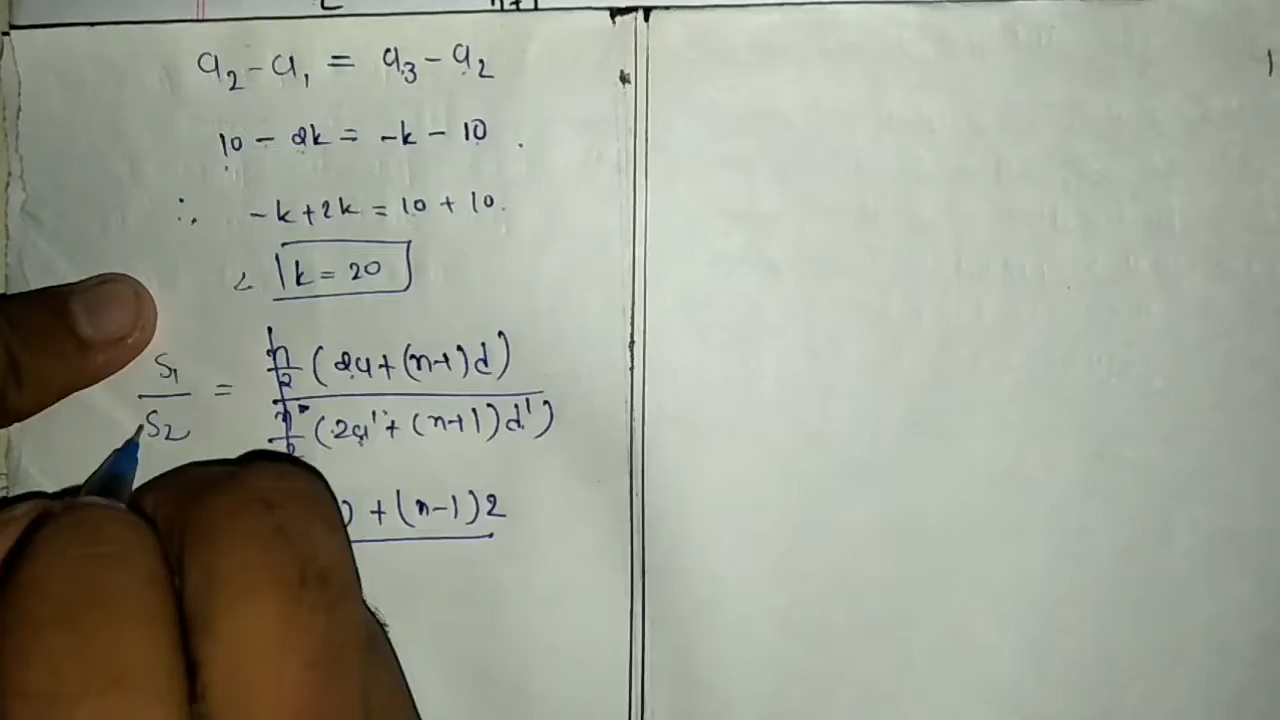 a₂ - a₁ = a₃ - a₂
10 - 2k = -k - 10 .
∴ -k + 2k = 10 + 10.
k = 20
S₁/S₂ = n/2 (2a + (n-1)d) / n/2 (2a' + (n+1)d')
) + (n-1)2